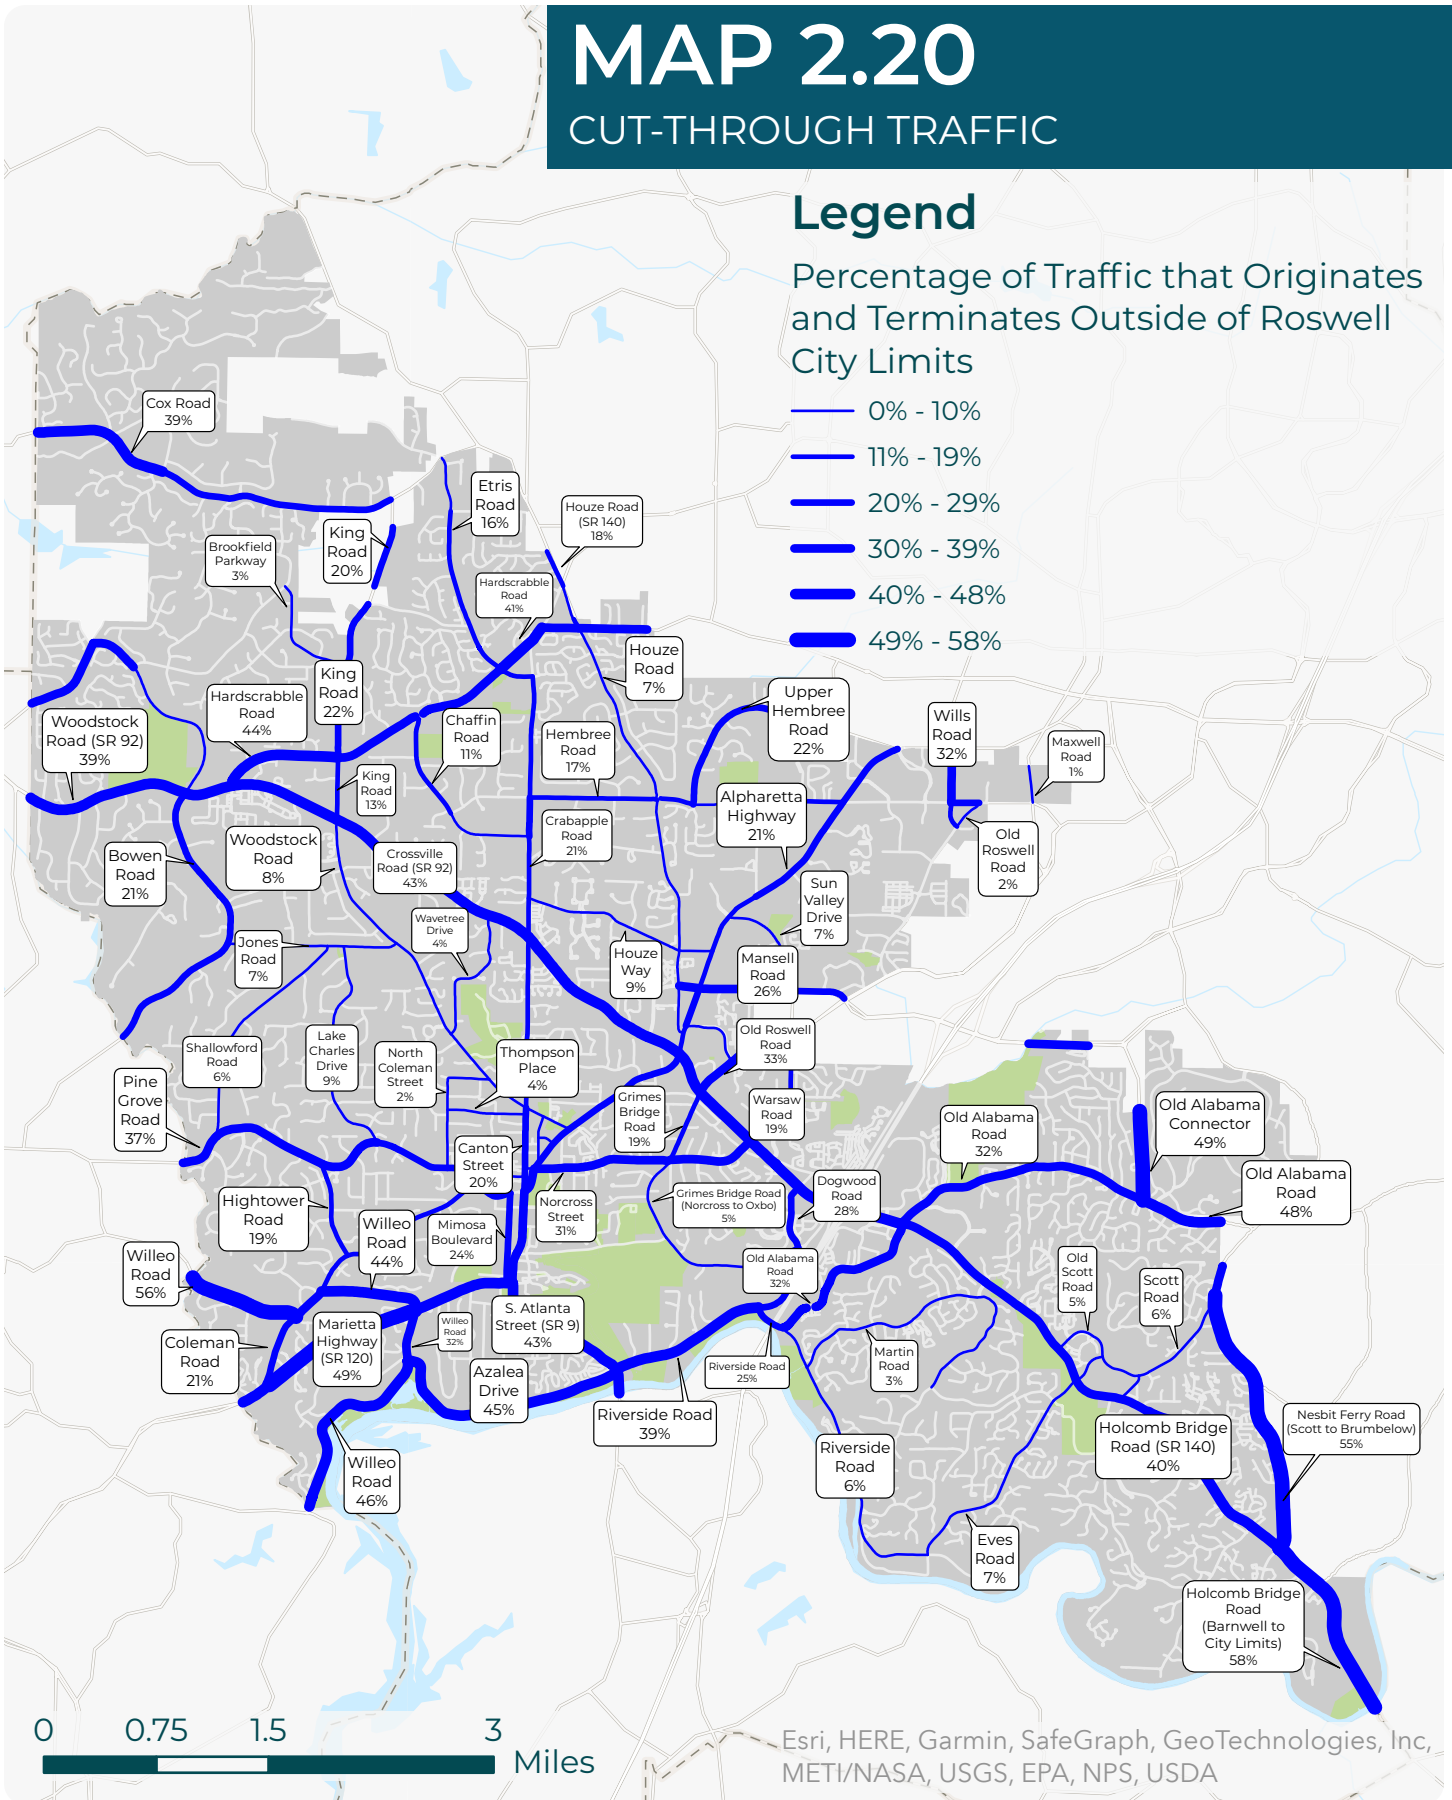 MAP 2.20
CUT-THROUGH TRAFFIC
Legend
Percentage of Traffic that Originates
and Terminates Outside of Roswell
City Limits
0% - 10%
11% - 19%
20% - 29%
30% - 39%
40% - 48%
49% - 58%
Cox Road
39%
Etris
Road
16%
Houze Road
(SR 140)
18%
King
Road
20%
Brookfield
Parkway
3%
Hardscrabble
Road
41%
Houze
Road
7%
King
Road
22%
Hardscrabble
Road
44%
Woodstock
Road (SR 92)
39%
Chaffin
Road
11%
Hembree
Road
17%
Upper
Hembree
Road
22%
Wills
Road
32%
Maxwell
Road
1%
King
Road
13%
Alpharetta
Highway
21%
Crabapple
Road
21%
Old
Roswell
Road
2%
Bowen
Road
21%
Woodstock
Road
8%
Crossville
Road (SR 92)
43%
Sun
Valley
Drive
7%
Wavetree
Drive
4%
Jones
Road
7%
Houze
Way
9%
Mansell
Road
26%
Shallowford
Road
6%
Lake
Charles
Drive
9%
North
Coleman
Street
2%
Thompson
Place
4%
Old Roswell
Road
33%
Pine
Grove
Road
37%
Grimes
Bridge
Road
19%
Warsaw
Road
19%
Old Alabama
Road
32%
Old Alabama
Connector
49%
Canton
Street
20%
Old Alabama
Road
48%
Hightower
Road
19%
Willeo
Road
44%
Mimosa
Boulevard
24%
Norcross
Street
31%
Grimes Bridge Road
(Norcross to Oxbo)
5%
Dogwood
Road
28%
Willeo
Road
56%
Old Alabama
Road
32%
Old
Scott
Road
5%
Scott
Road
6%
Coleman
Road
21%
Marietta
Highway
(SR 120)
49%
Willeo
Road
32%
S. Atlanta
Street (SR 9)
43%
Azalea
Drive
45%
Riverside Road
25%
Martin
Road
3%
Riverside Road
39%
Nesbit Ferry Road
(Scott to Brumbelow)
55%
Holcomb Bridge
Road (SR 140)
40%
Riverside
Road
6%
Willeo
Road
46%
Eves
Road
7%
Holcomb Bridge
Road
(Barnwell to
City Limits)
58%
0 0.75 1.5 3
Miles
Esri, HERE, Garmin, SafeGraph, GeoTechnologies, Inc,
METI/NASA, USGS, EPA, NPS, USDA